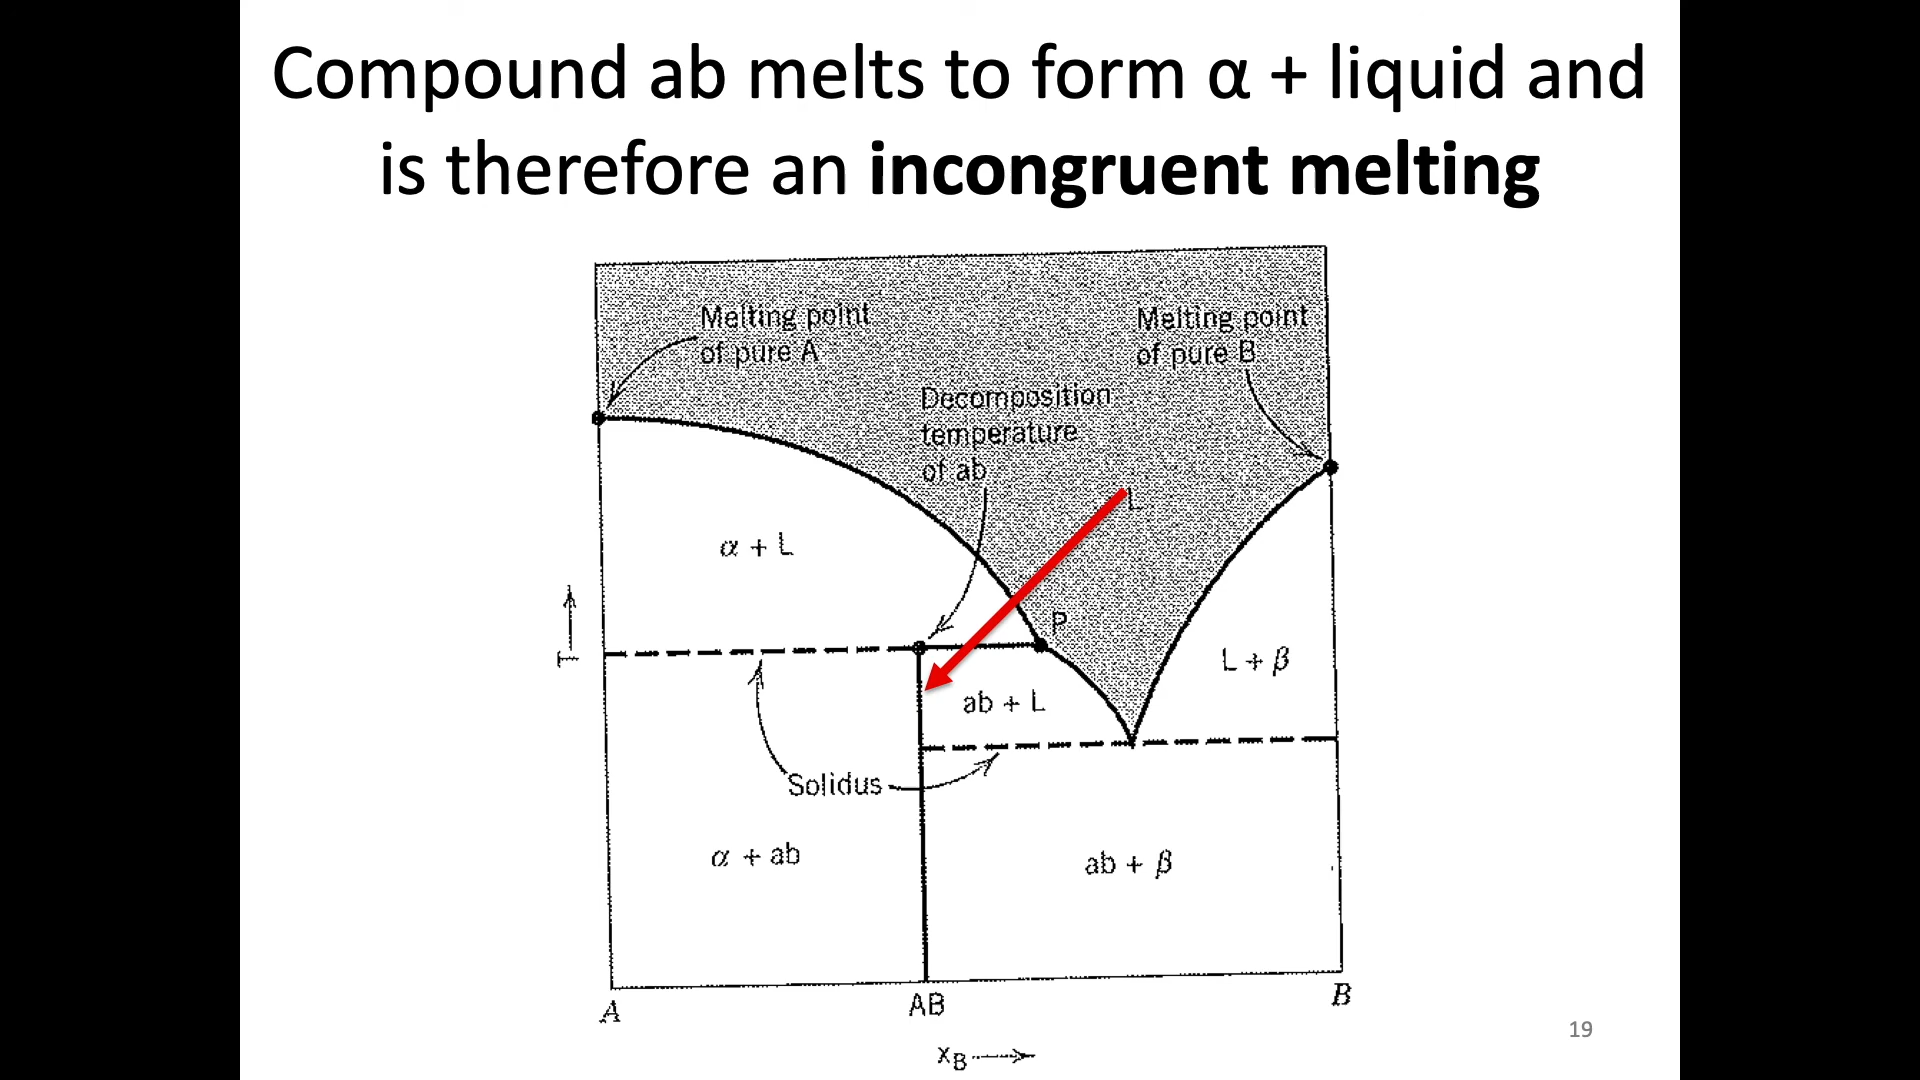 Compound ab melts to form α + liquid and
is therefore an incongruent melting
Melting point
of pure A
Melting point
of pure B
Decomposition
temperature
of ab
L
α + L
P
T
L + β
ab + L
Solidus
α + ab
ab + β
A
AB
B
xB
19